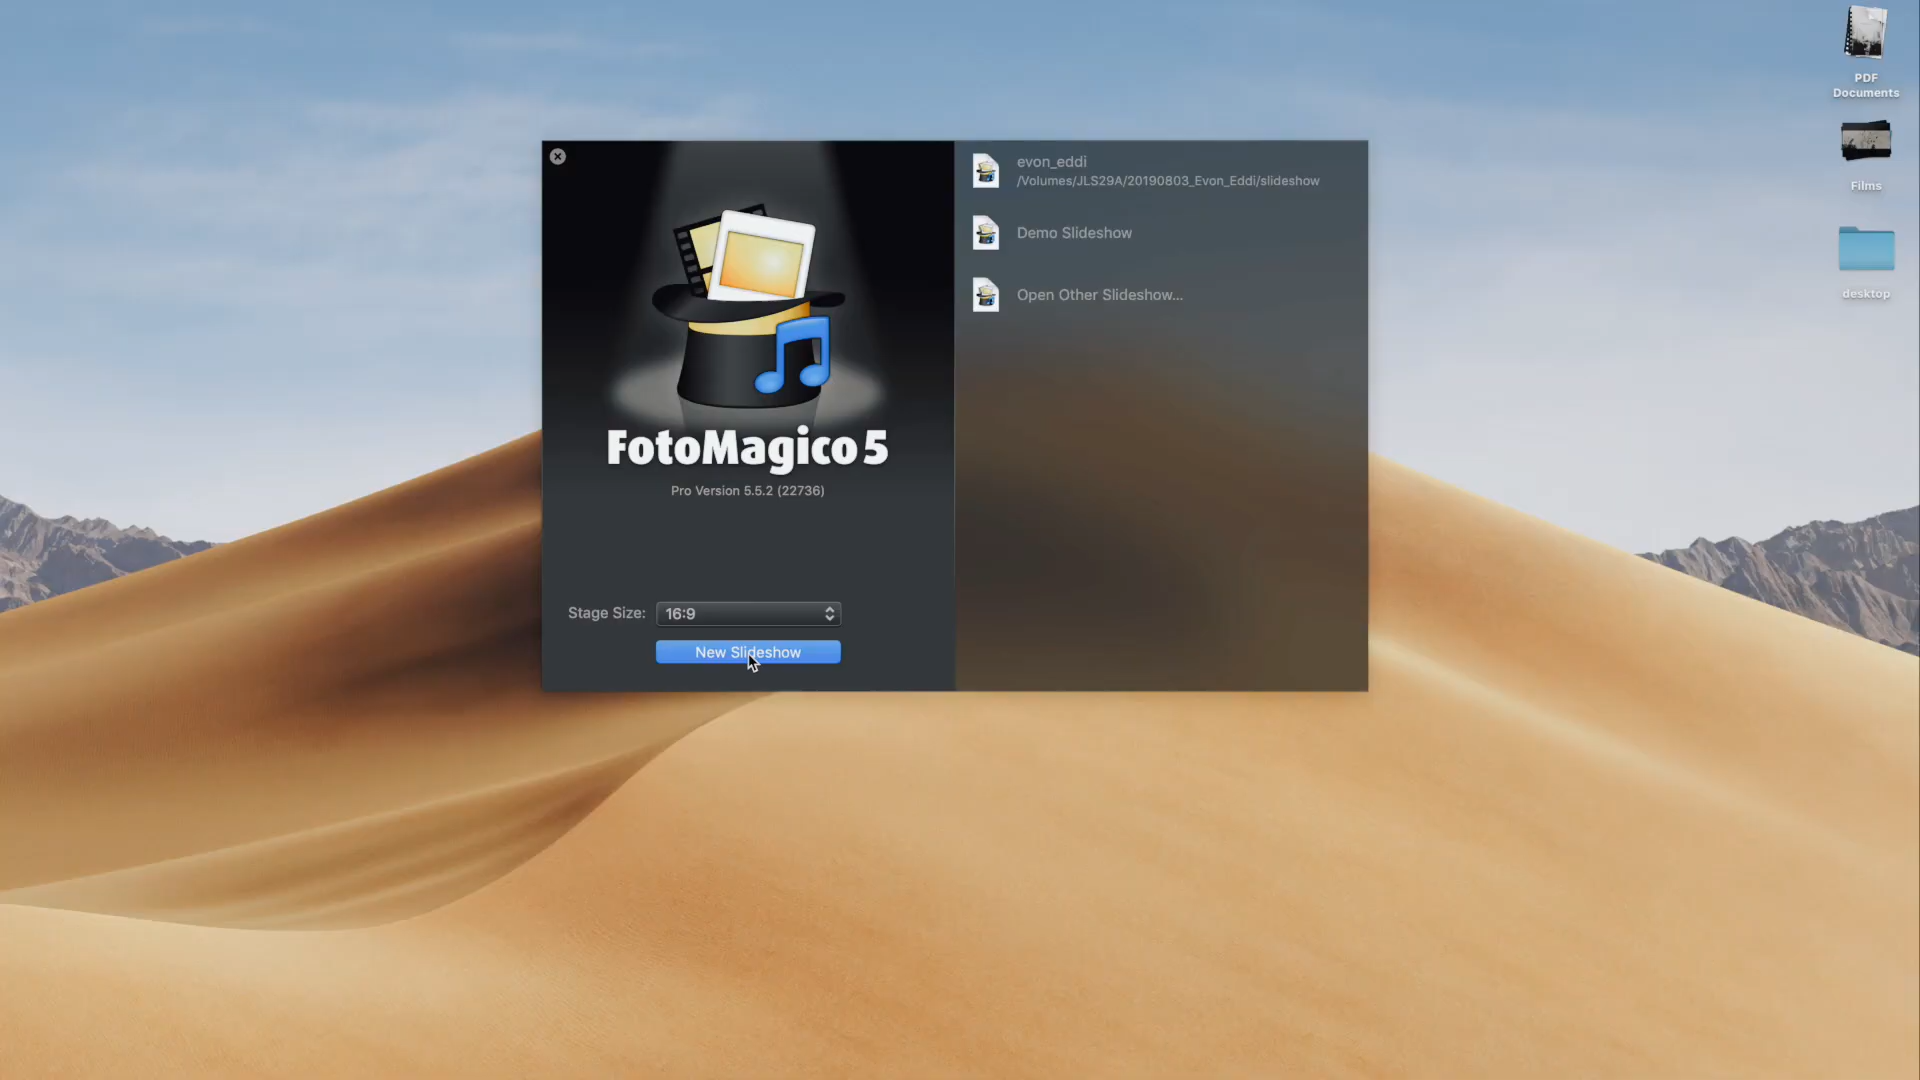 FotoMagico 5
Pro Version 5.5.2 (22736)
Stage Size:
16:9
New Slideshow
evon_eddi
/Volumes/JLS29A/20190803_Evon_Eddi/slideshow
Demo Slideshow
Open Other Slideshow...
PDF
Documents
Films
desktop